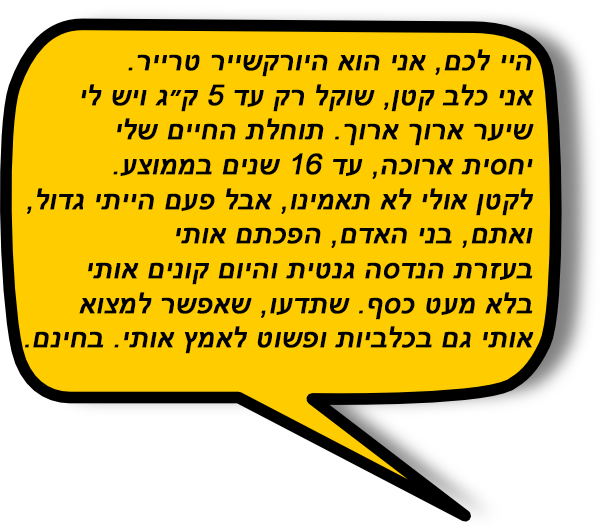 היי לכם, אני הוא היורקשייר טרייר.
אני כלב קטן, שוקל רק עד 5 ק״ג ויש לי
שיער ארוך ארוך. תוחלת החיים שלי
יחסית ארוכה, עד 16 שנים בממוצע.
לקטן אולי לא תאמינו, אבל פעם הייתי גדול,
ואתם, בני האדם, הפכתם אותי
בעזרת הנדסה גנטית והיום קונים אותי
בלא מעט כסף. שתדעו, שאפשר למצוא
אותי גם בכלביות ופשוט לאמץ אותי. בחינם.